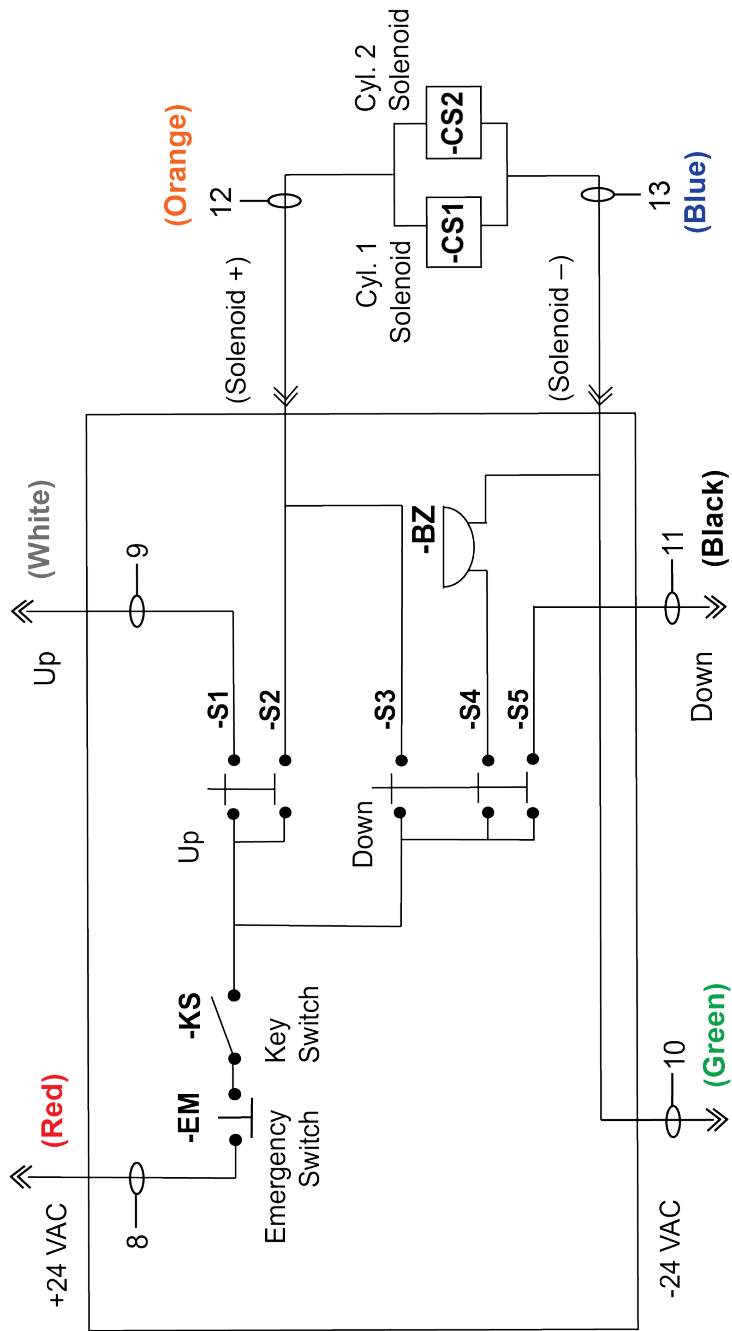 +24 VAC
(Red)
8
Up
(White)
9
(Solenoid +)
12
(Orange)
-EM
Emergency
Switch
-KS
Key
Switch
Up
-S1
-S2
Down
-S3
-S4
-S5
-BZ
Cyl. 1
Solenoid
-CS1
Cyl. 2
Solenoid
-CS2
-24 VAC
10
(Green)
Down
11
(Black)
(Solenoid –)
13
(Blue)